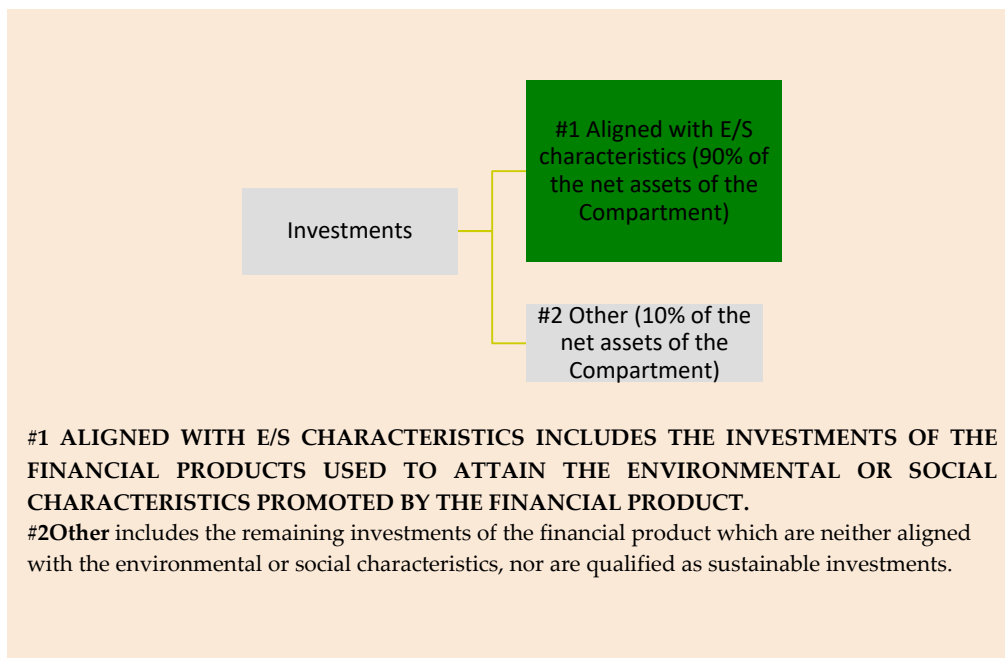 #1 Aligned with E/S
characteristics (90% of
the net assets of the
Compartment)
Investments
#2 Other (10% of the
net assets of the
Compartment)
#1 ALIGNED WITH E/S CHARACTERISTICS INCLUDES THE INVESTMENTS OF THE
FINANCIAL PRODUCTS USED TO ATTAIN THE ENVIRONMENTAL OR SOCIAL
CHARACTERISTICS PROMOTED BY THE FINANCIAL PRODUCT.
#2Other includes the remaining investments of the financial product which are neither aligned
with the environmental or social characteristics, nor are qualified as sustainable investments.